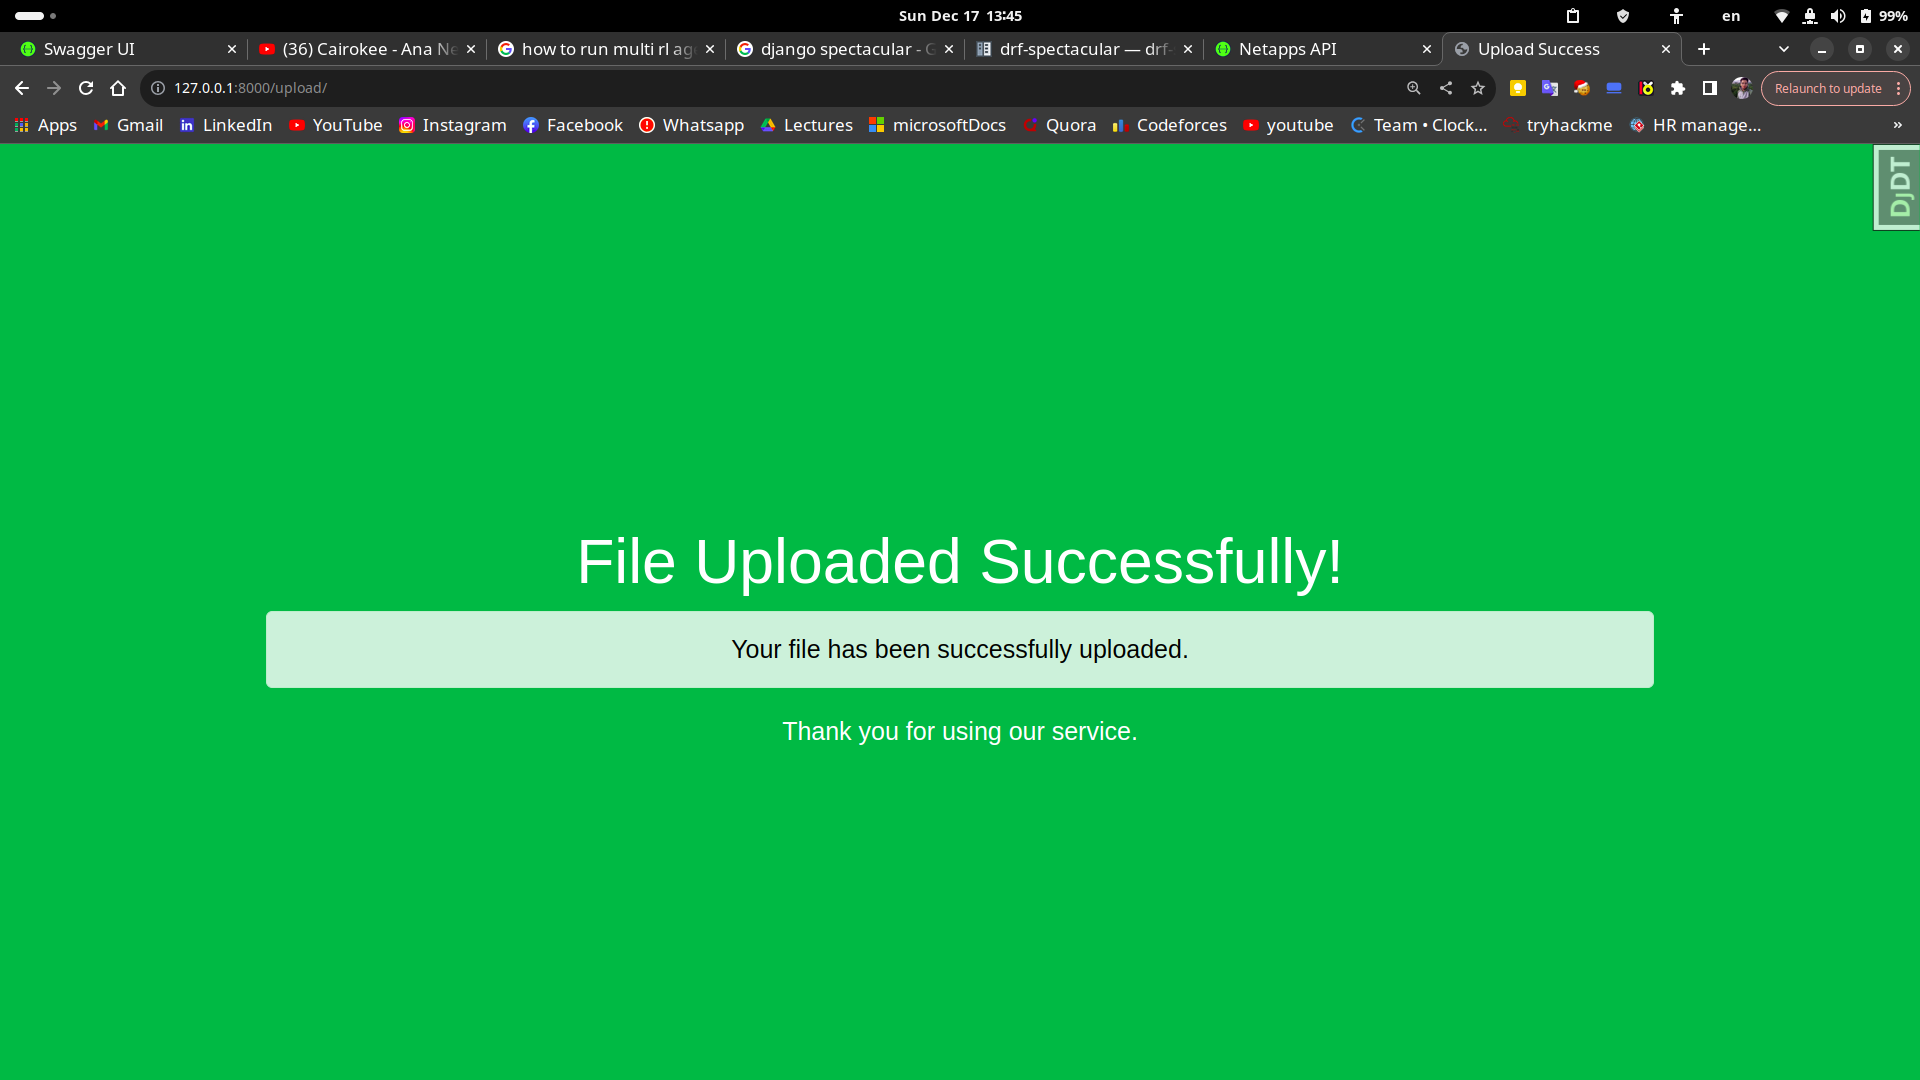 Sun Dec 17 13:45
en
99%
Swagger UI
(36) Cairokee - Ana Ne
how to run multi rl ag
django spectacular - G
drf-spectacular — drf-
Netapps API
Upload Success
127.0.0.1:8000/upload/
Relaunch to update
Apps
Gmail
LinkedIn
YouTube
Instagram
Facebook
Whatsapp
Lectures
microsoftDocs
Quora
Codeforces
youtube
Team • Clock...
tryhackme
HR manage...
»
DjDT
File Uploaded Successfully!
Your file has been successfully uploaded.
Thank you for using our service.